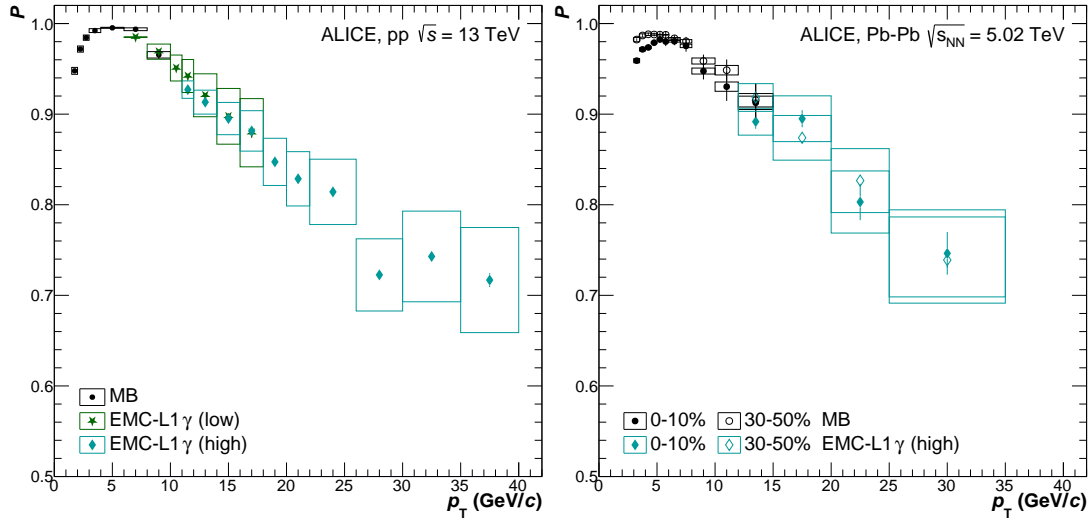 P
1.0
0.9
0.8
0.7
0.6
0.5
ALICE, pp √s = 13 TeV
MB
EMC-L1 γ (low)
EMC-L1 γ (high)
0 5 10 15 20 25 30 35 40
p_T (GeV/c)
P
1.0
0.9
0.8
0.7
0.6
0.5
ALICE, Pb-Pb √s_NN = 5.02 TeV
0-10% 30-50% MB
0-10% 30-50% EMC-L1 γ (high)
0 5 10 15 20 25 30 35 40
p_T (GeV/c)